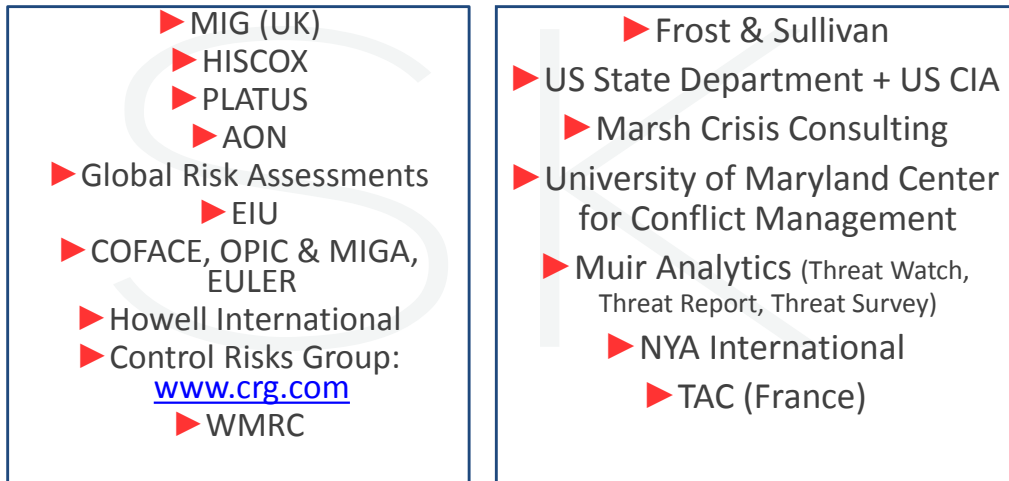 ►MIG (UK)
►HISCOX
►PLATUS
►AON
►Global Risk Assessments
►EIU
►COFACE, OPIC & MIGA,
EULER
►Howell International
►Control Risks Group:
www.crg.com
►WMRC
►Frost & Sullivan
►US State Department + US CIA
►Marsh Crisis Consulting
►University of Maryland Center
for Conflict Management
►Muir Analytics (Threat Watch,
Threat Report, Threat Survey)
►NYA International
►TAC (France)
SK